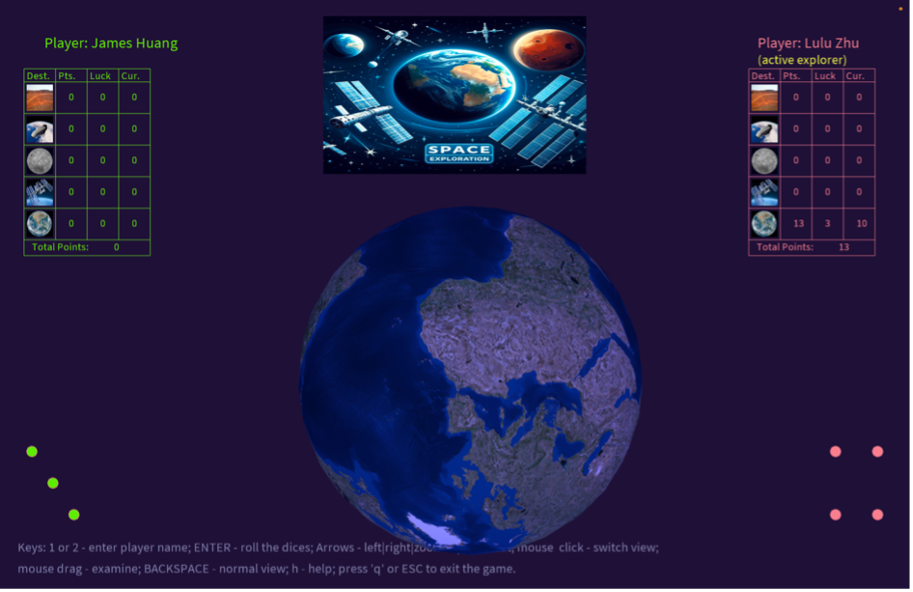 Player: James Huang
Dest. Pts. Luck Cur.
0 0 0
0 0 0
0 0 0
0 0 0
0 0 0
Total Points: 0
SPACE
EXPLORATION
Player: Lulu Zhu
(active explorer)
Dest. Pts. Luck Cur.
0 0 0
0 0 0
0 0 0
0 0 0
13 3 10
Total Points: 13
Keys: 1 or 2 - enter player name; ENTER - roll the dices; Arrows - left|right| mouse click - switch view;
mouse drag - examine; BACKSPACE - normal view; h - help; press 'q' or ESC to exit the game.